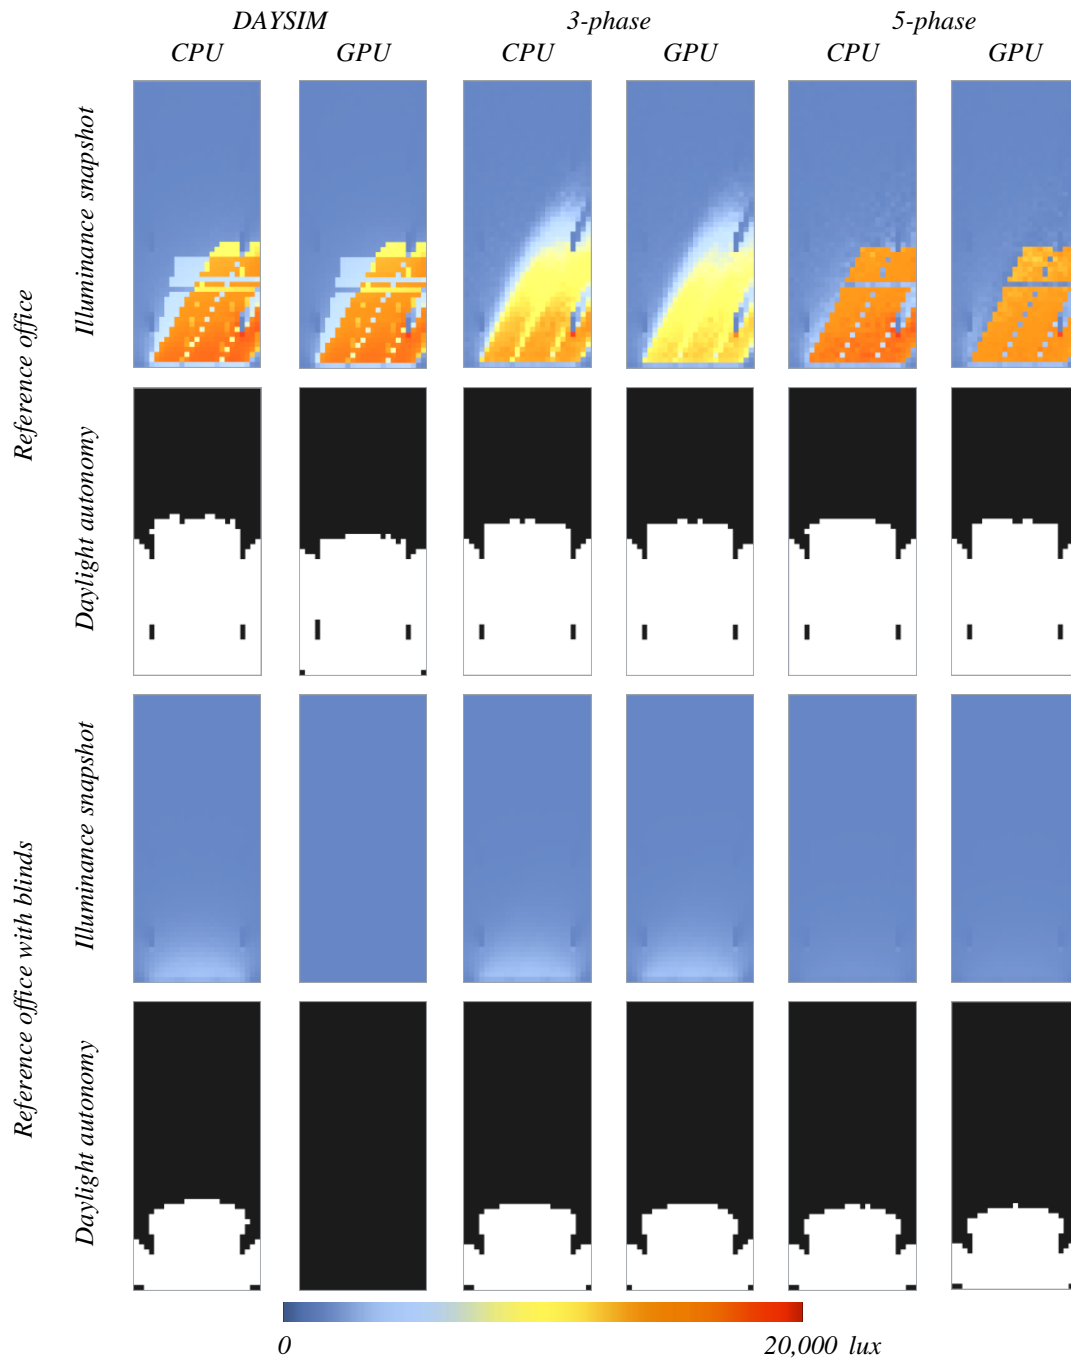 DAYSIM 3-phase 5-phase
CPU GPU CPU GPU CPU GPU
Reference office
Illuminance snapshot
Daylight autonomy
Reference office with blinds
Illuminance snapshot
Daylight autonomy
0 20,000 lux